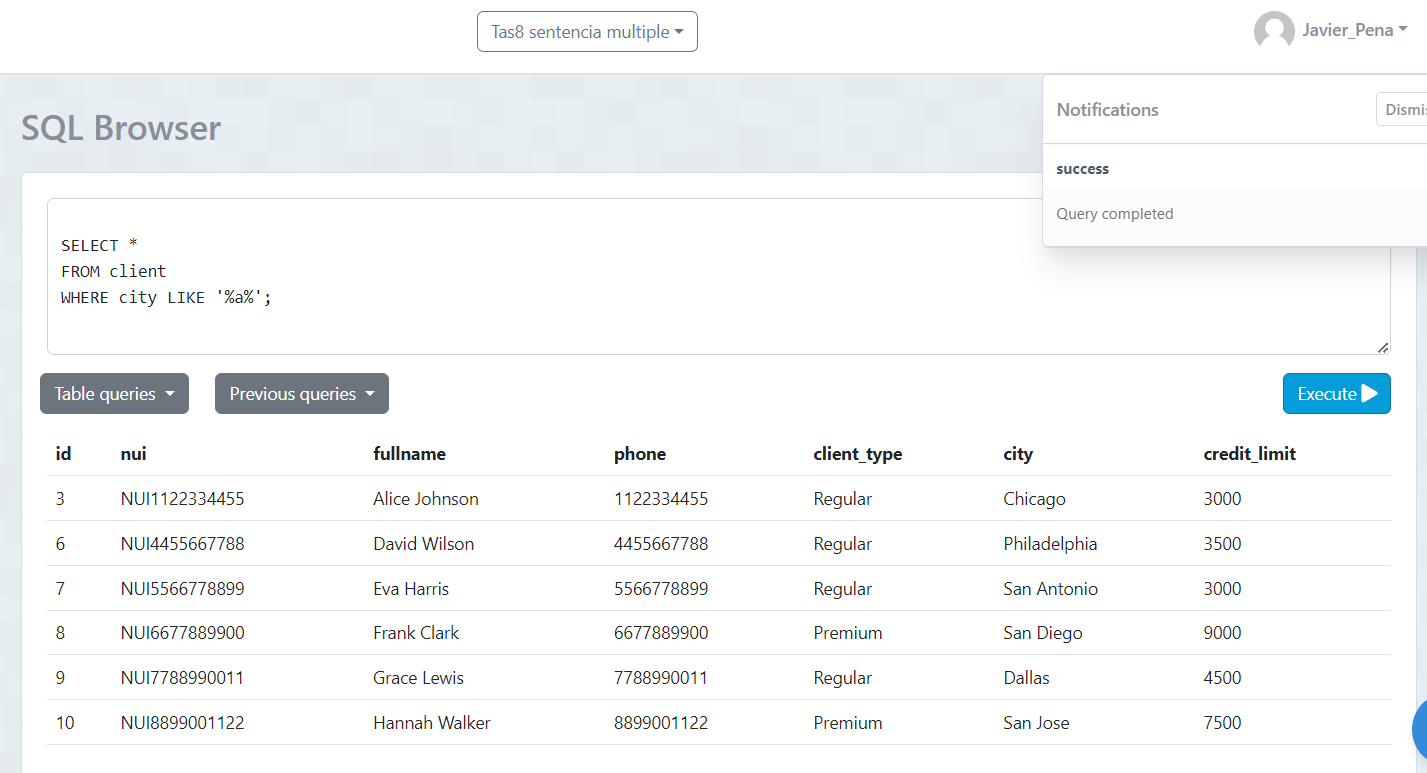 Tas8 sentencia multiple
Javier_Pena
SQL Browser
Notifications
success
Query completed
SELECT *
FROM client
WHERE city LIKE '%a%';
Table queries
Previous queries
Execute
id nui fullname phone client_type city credit_limit
3 NUI1122334455 Alice Johnson 1122334455 Regular Chicago 3000
6 NUI4455667788 David Wilson 4455667788 Regular Philadelphia 3500
7 NUI5566778899 Eva Harris 5566778899 Regular San Antonio 3000
8 NUI6677889900 Frank Clark 6677889900 Premium San Diego 9000
9 NUI7788990011 Grace Lewis 7788990011 Regular Dallas 4500
10 NUI8899001122 Hannah Walker 8899001122 Premium San Jose 7500